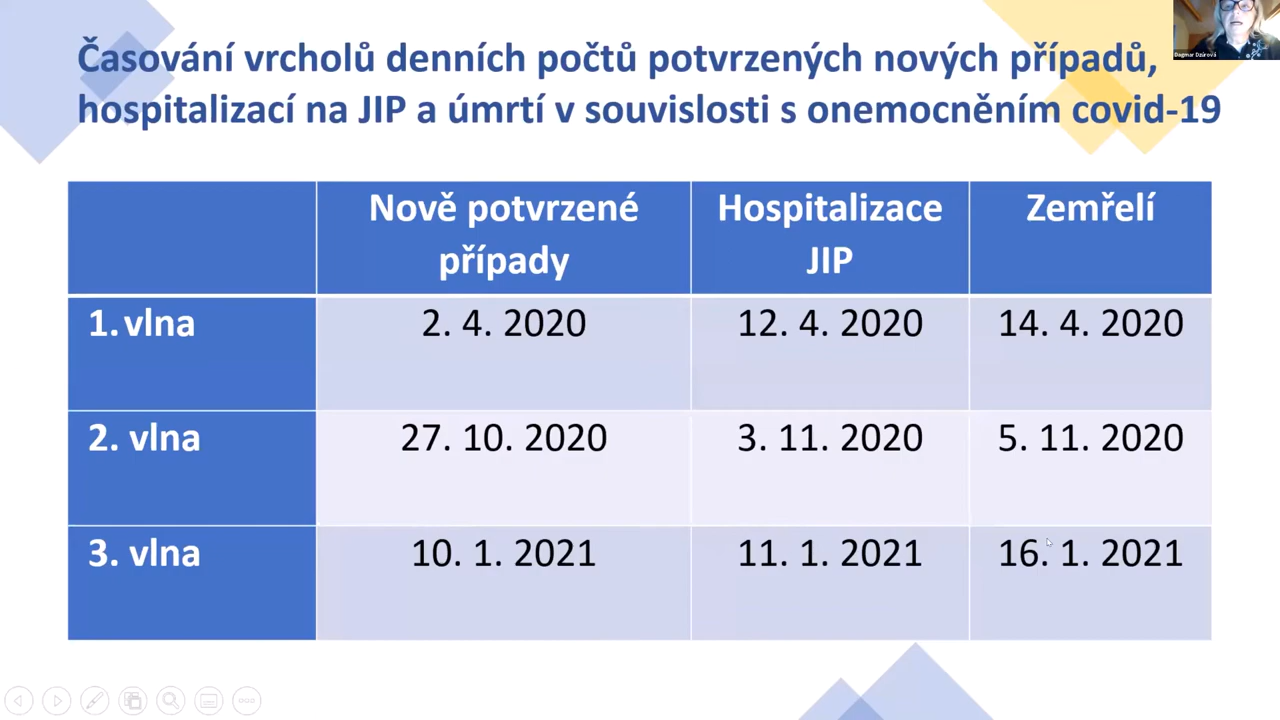 Časování vrcholů denních počtů potvrzených nových případů,
hospitalizací na JIP a úmrtí v souvislosti s onemocněním covid-19
Dagmar Dzúrová
Nově potvrzené
případy
Hospitalizace
JIP
Zemřelí
1. vlna
2. 4. 2020
12. 4. 2020
14. 4. 2020
2. vlna
27. 10. 2020
3. 11. 2020
5. 11. 2020
3. vlna
10. 1. 2021
11. 1. 2021
16. 1. 2021